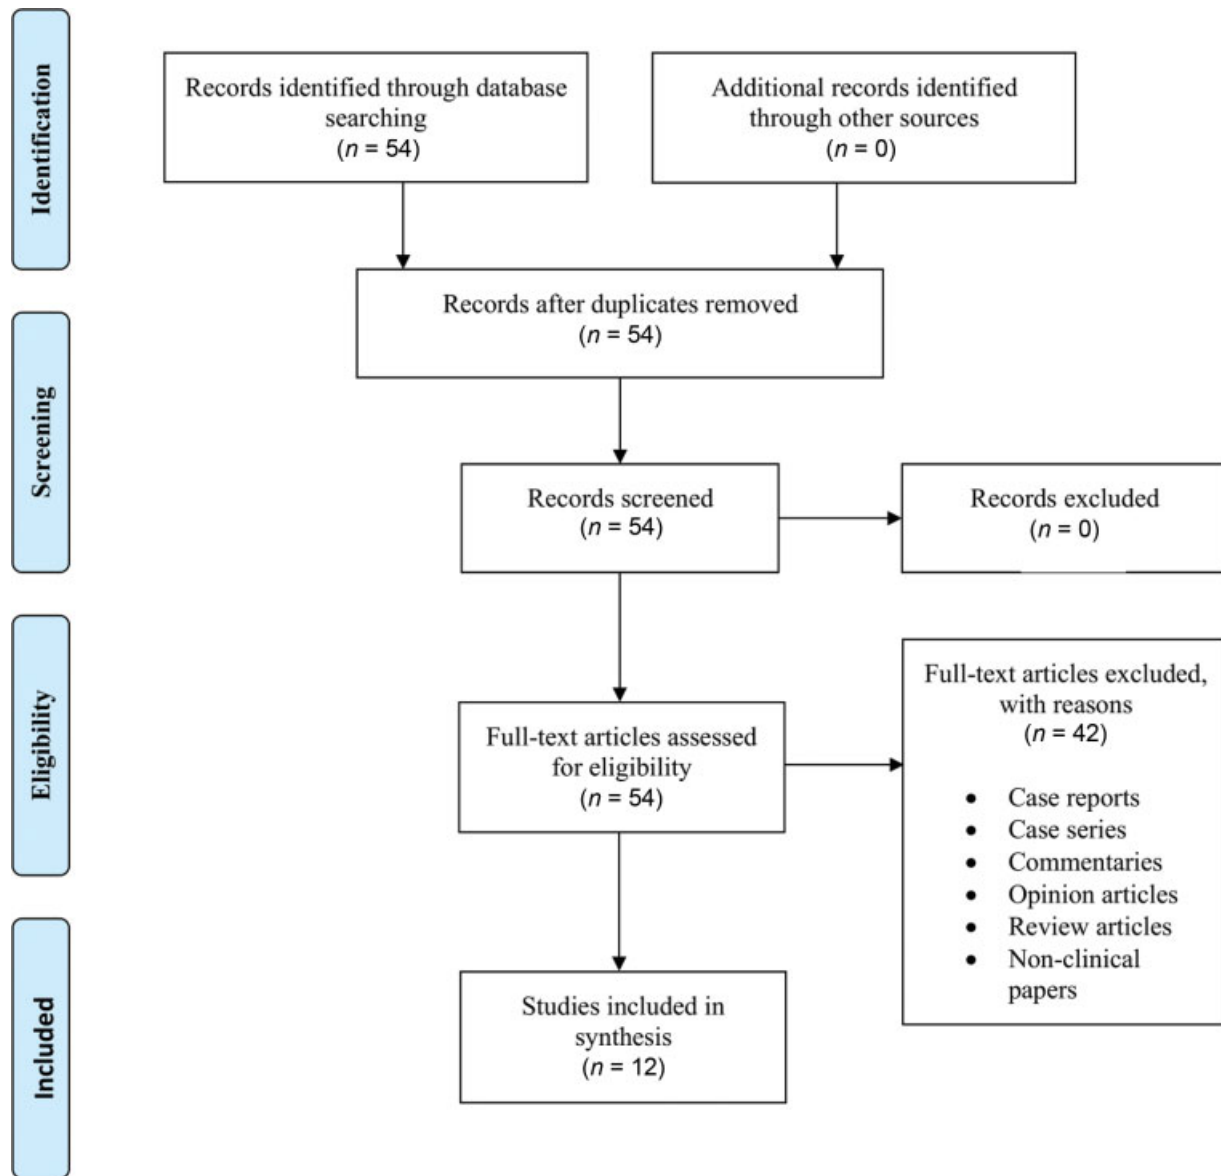 Identification
Records identified through database
searching
(n = 54)
Additional records identified
through other sources
(n = 0)
Records after duplicates removed
(n = 54)
Screening
Records screened
(n = 54)
Records excluded
(n = 0)
Eligibility
Full-text articles assessed
for eligibility
(n = 54)
Full-text articles excluded,
with reasons
(n = 42)
• Case reports
• Case series
• Commentaries
• Opinion articles
• Review articles
• Non-clinical
papers
Included
Studies included in
synthesis
(n = 12)